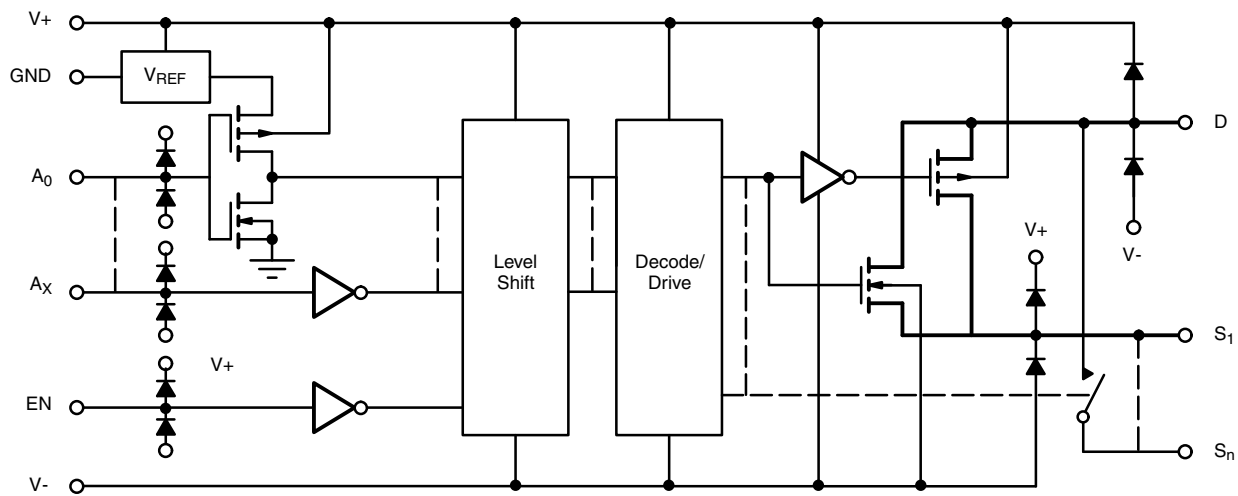 V+
GND
VREF
D
A0
Level
Shift
Decode/
Drive
V+
V-
AX
S1
V+
EN
Sn
V-